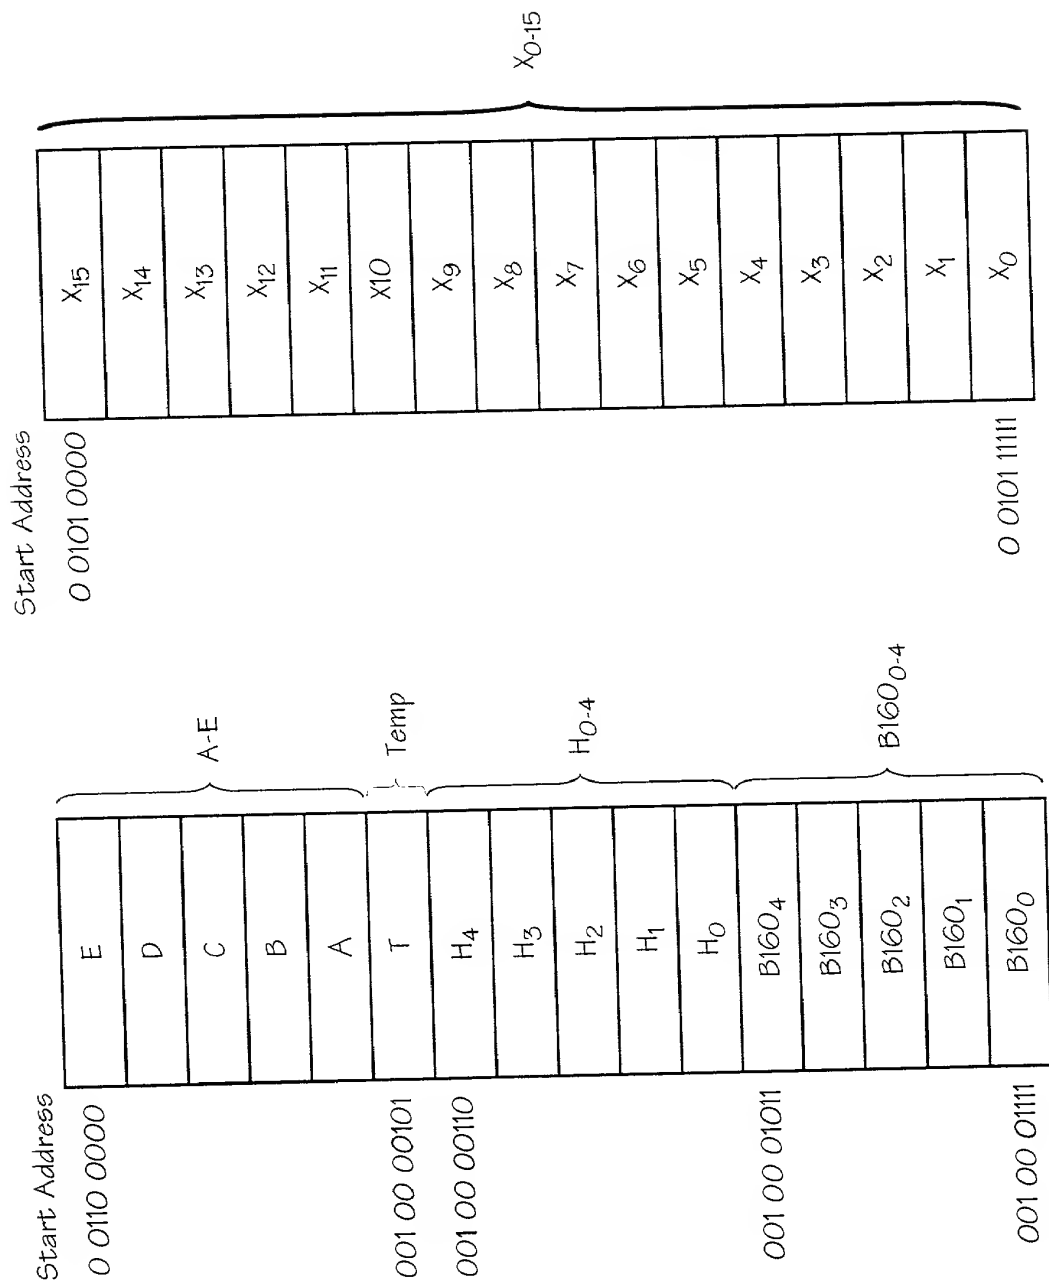 Start Address
0 0101 0000
X15
X14
X13
X12
X11
X10
X9
X8
X7
X6
X5
X4
X3
X2
X1
X0
0 0101 11111
X0-15
Start Address
0 0110 0000
E
D
C
B
A
A-E
001 00 00101
T
Temp
001 00 00110
H4
H3
H2
H1
H0
H0-4
001 00 01011
B1604
B1603
B1602
B1601
B1600
B1600-4
001 00 01111